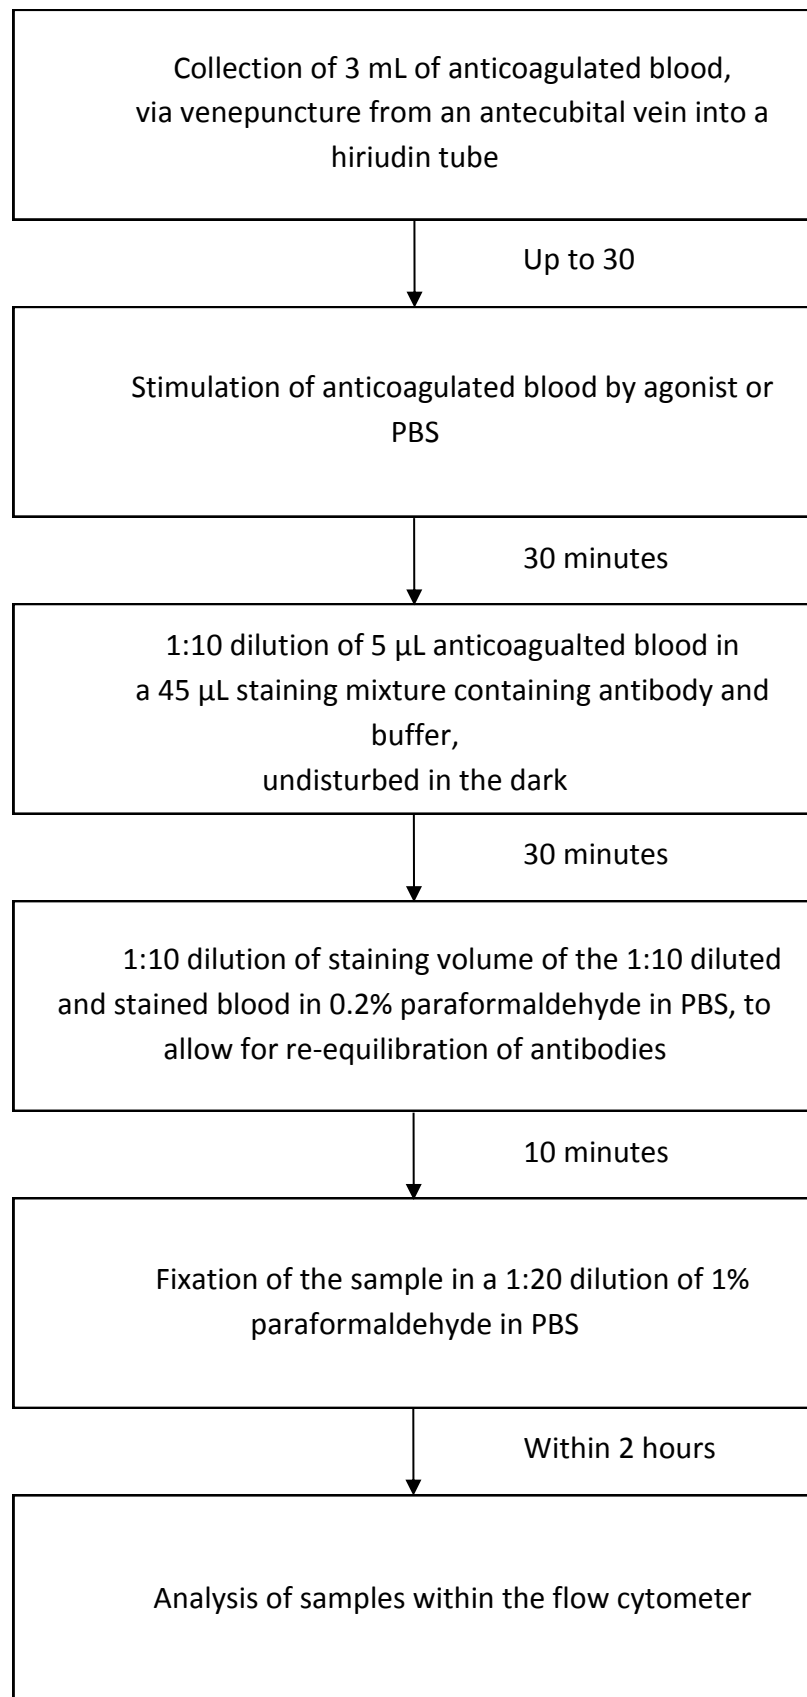 Collection of 3 mL of anticoagulated blood,
via venepuncture from an antecubital vein into a
hiriudin tube
Up to 30
Stimulation of anticoagulated blood by agonist or
PBS
30 minutes
1:10 dilution of 5 µL anticoagualted blood in
a 45 µL staining mixture containing antibody and
buffer,
undisturbed in the dark
30 minutes
1:10 dilution of staining volume of the 1:10 diluted
and stained blood in 0.2% paraformaldehyde in PBS, to
allow for re-equilibration of antibodies
10 minutes
Fixation of the sample in a 1:20 dilution of 1%
paraformaldehyde in PBS
Within 2 hours
Analysis of samples within the flow cytometer